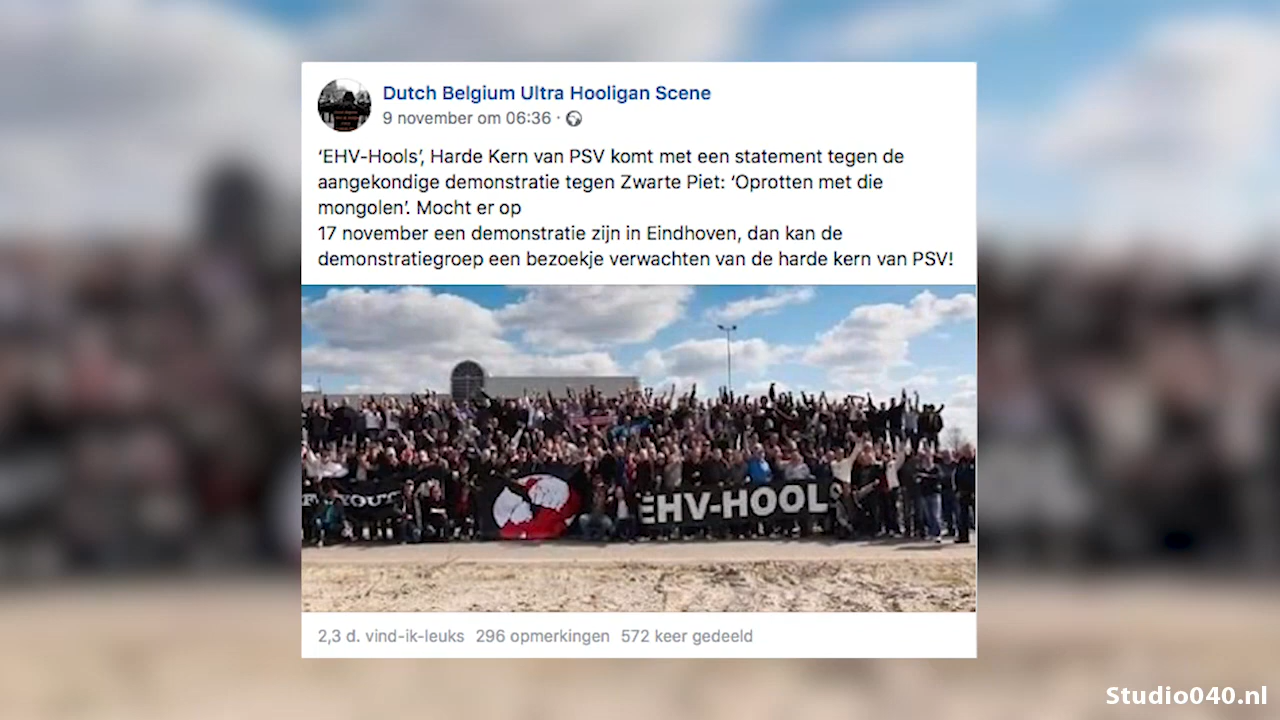 Dutch Belgium Ultra Hooligan Scene
9 november om 06:36 ·
‘EHV-Hools’, Harde Kern van PSV komt met een statement tegen de
aangekondige demonstratie tegen Zwarte Piet: ‘Oprotten met die
mongolen’. Mocht er op
17 november een demonstratie zijn in Eindhoven, dan kan de
demonstratiegroep een bezoekje verwachten van de harde kern van PSV!
EHV-HOOL
2,3 d. vind-ik-leuks 296 opmerkingen 572 keer gedeeld
Studio040.nl